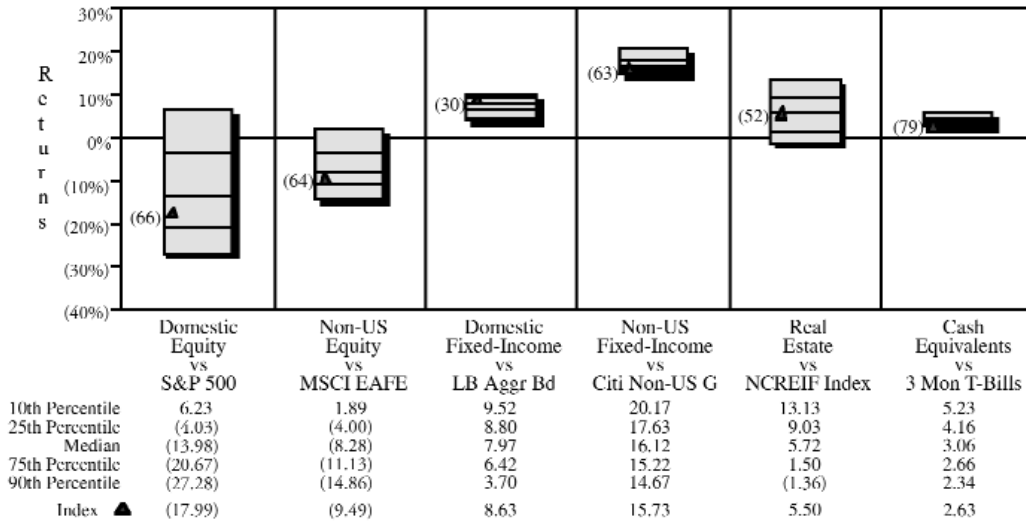 30%
20%
10%
0%
(10%)
(20%)
(30%)
(40%)
Returns
(66)
(64)
(30)
(63)
(52)
(79)
Domestic Non-US Domestic Non-US Real Cash
Equity Equity Fixed-Income Fixed-Income Estate Equivalents
vs vs vs vs vs vs
S&P 500 MSCI EAFE LB Aggr Bd Citi Non-US G NCREIF Index 3 Mon T-Bills
10th Percentile 6.23 1.89 9.52 20.17 13.13 5.23
25th Percentile (4.03) (4.00) 8.80 17.63 9.03 4.16
Median (13.98) (8.28) 7.97 16.12 5.72 3.06
75th Percentile (20.67) (11.13) 6.42 15.22 1.50 2.66
90th Percentile (27.28) (14.86) 3.70 14.67 (1.36) 2.34
Index (17.99) (9.49) 8.63 15.73 5.50 2.63